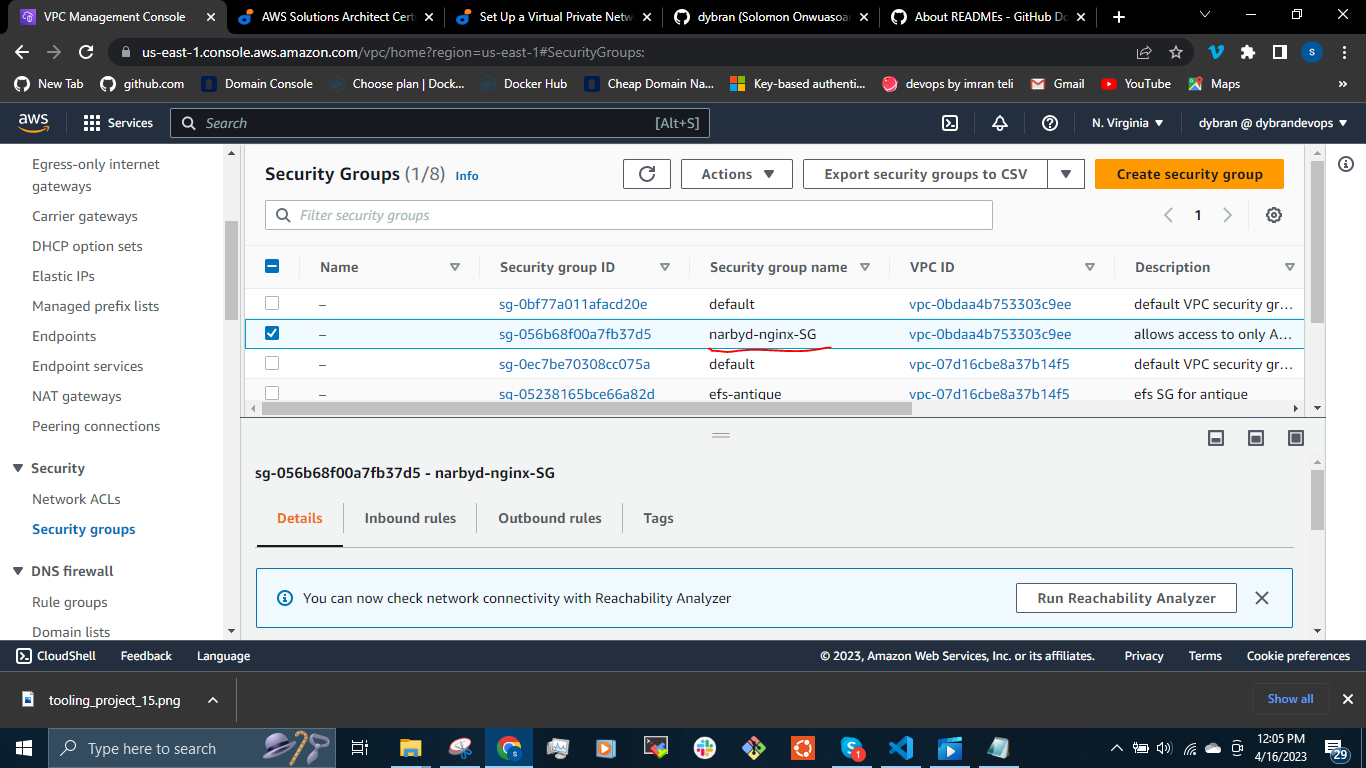 VPC Management Console
AWS Solutions Architect Cert
Set Up a Virtual Private Netw
dybran (Solomon Onwuasoa
About READMEs - GitHub Do
us-east-1.console.aws.amazon.com/vpc/home?region=us-east-1#SecurityGroups:
s
New Tab
github.com
Domain Console
Choose plan | Dock...
Docker Hub
Cheap Domain Na...
Key-based authenti...
devops by imran teli
Gmail
YouTube
Maps
»
aws
Services
Search
[Alt+S]
N. Virginia
dybran @ dybrandevops
Egress-only internet
gateways
Carrier gateways
DHCP option sets
Elastic IPs
Managed prefix lists
Endpoints
Endpoint services
NAT gateways
Peering connections
Security
Network ACLs
Security groups
DNS firewall
Rule groups
Domain lists
Security Groups (1/8) Info
Actions
Export security groups to CSV
Create security group
Filter security groups
1
Name Security group ID Security group name VPC ID Description
– sg-0bf77a011afacd20e default vpc-0bdaa4b753303c9ee default VPC security gr...
– sg-056b68f00a7fb37d5 narbyd-nginx-SG vpc-0bdaa4b753303c9ee allows access to only A...
– sg-0ec7be70308cc075a default vpc-07d16cbe8a37b14f5 default VPC security gr...
– sg-05238165bce66a82d efs-antique vpc-07d16cbe8a37b14f5 efs SG for antique
sg-056b68f00a7fb37d5 - narbyd-nginx-SG
Details
Inbound rules
Outbound rules
Tags
You can now check network connectivity with Reachability Analyzer
Run Reachability Analyzer
CloudShell
Feedback
Language
© 2023, Amazon Web Services, Inc. or its affiliates.
Privacy
Terms
Cookie preferences
tooling_project_15.png
Show all
Type here to search
1
12:05 PM
4/16/2023
29